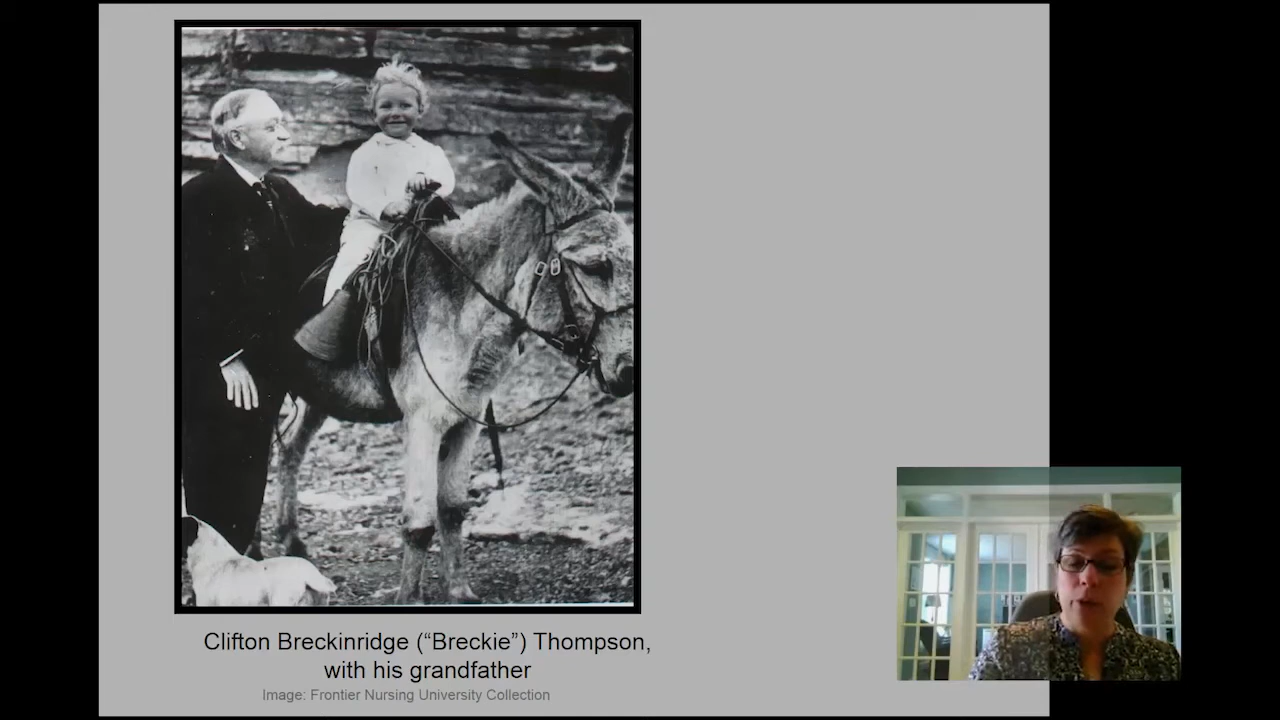 Clifton Breckinridge (“Breckie”) Thompson,
with his grandfather
Image: Frontier Nursing University Collection